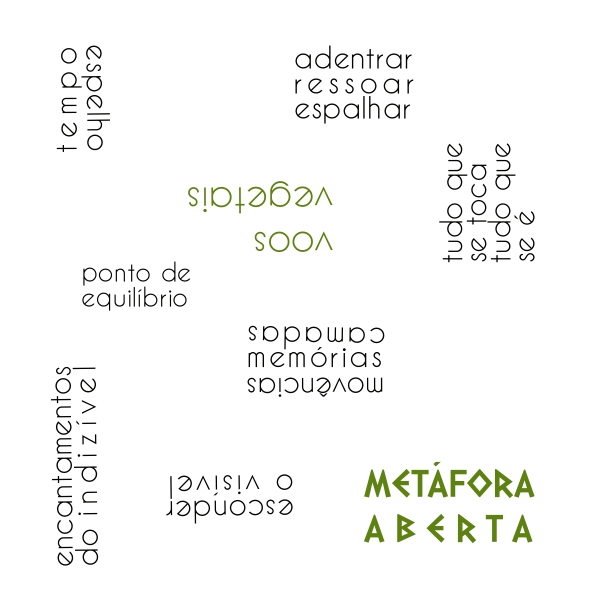 tempo
espelho
adentrar
ressoar
espalhar
tudo que
se toca
tudo que
se é
voos
vegetais
ponto de
equilíbrio
camadas
memórias
movências
encantamentos
do indizível
esconder
o visível
METÁFORA
ABERTA